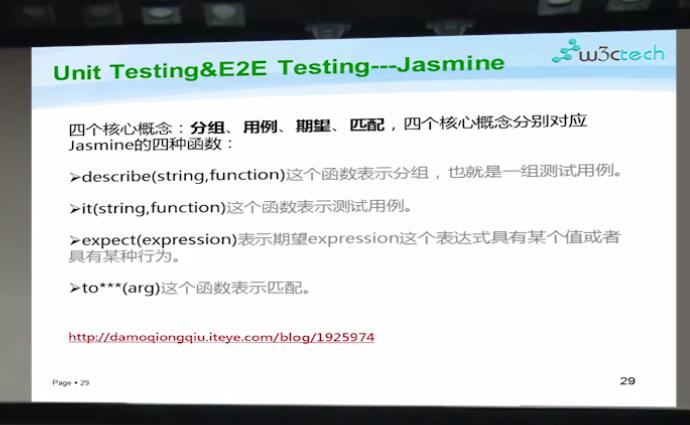 Unit Testing&E2E Testing---Jasmine
w3ctech
四个核心概念：分组、用例、期望、匹配，四个核心概念分别对应
Jasmine的四种函数：
➢describe(string,function)这个函数表示分组，也就是一组测试用例。
➢it(string,function)这个函数表示测试用例。
➢expect(expression)表示期望expression这个表达式具有某个值或者
具有某种行为。
➢to***(arg)这个函数表示匹配。
http://damoqiongqiu.iteye.com/blog/1925974
Page ▪ 29
29